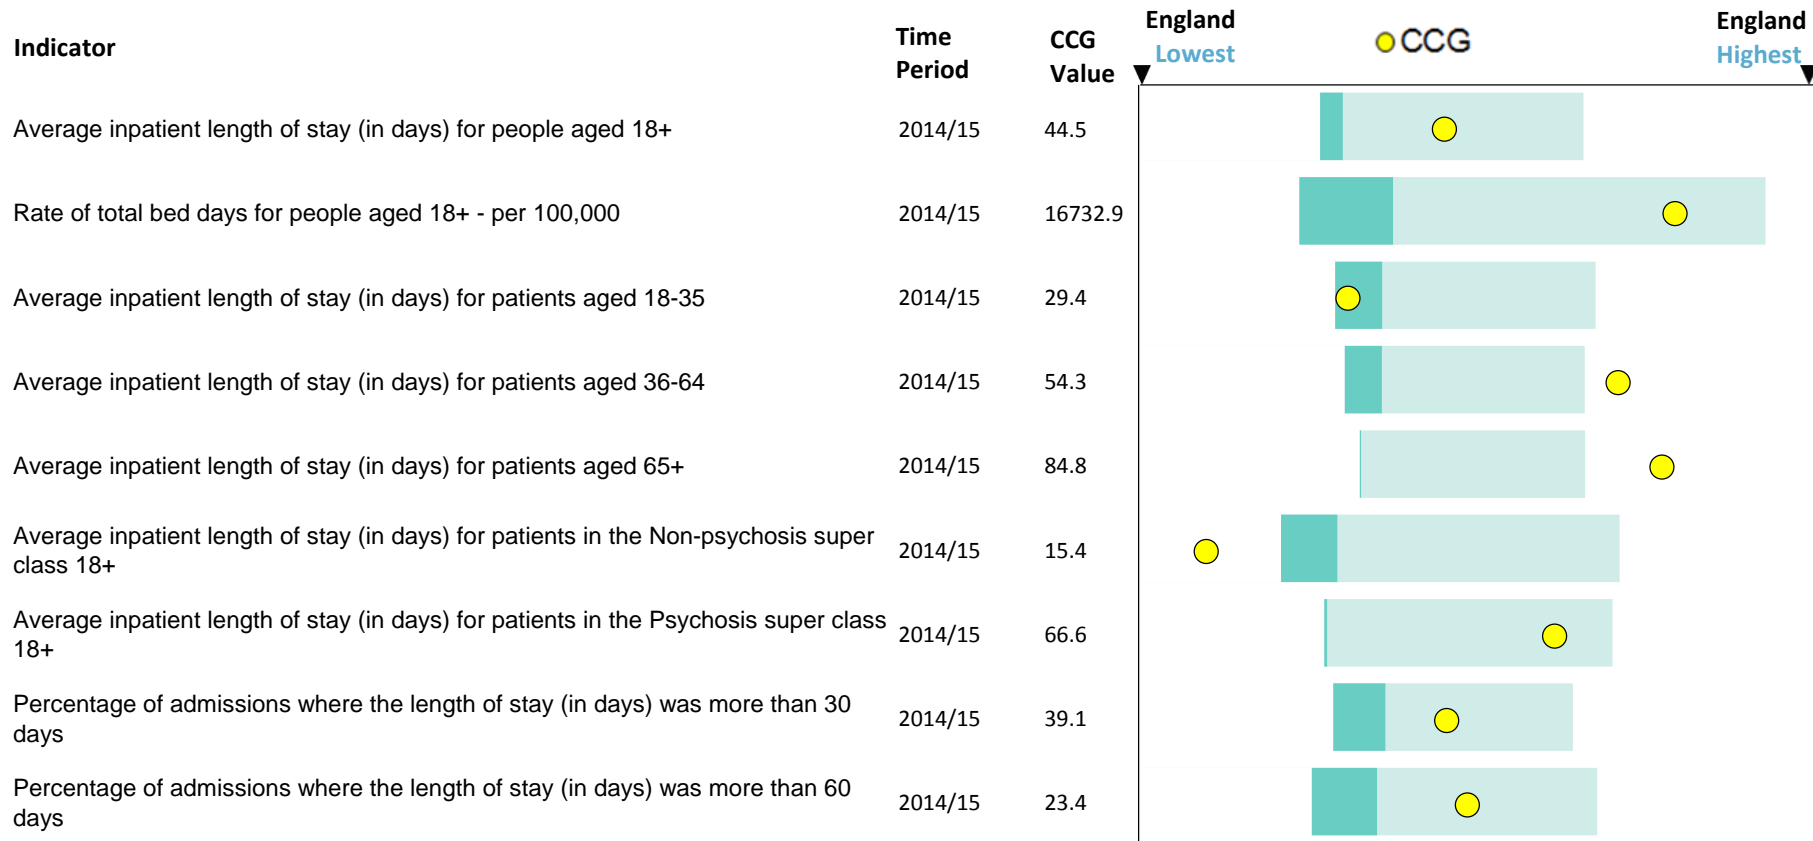 Indicator
Time Period
CCG Value
England Lowest
CCG
England Highest
Average inpatient length of stay (in days) for people aged 18+ 2014/15 44.5
Rate of total bed days for people aged 18+ - per 100,000 2014/15 16732.9
Average inpatient length of stay (in days) for patients aged 18-35 2014/15 29.4
Average inpatient length of stay (in days) for patients aged 36-64 2014/15 54.3
Average inpatient length of stay (in days) for patients aged 65+ 2014/15 84.8
Average inpatient length of stay (in days) for patients in the Non-psychosis super
class 18+ 2014/15 15.4
Average inpatient length of stay (in days) for patients in the Psychosis super class
18+ 2014/15 66.6
Percentage of admissions where the length of stay (in days) was more than 30
days 2014/15 39.1
Percentage of admissions where the length of stay (in days) was more than 60
days 2014/15 23.4